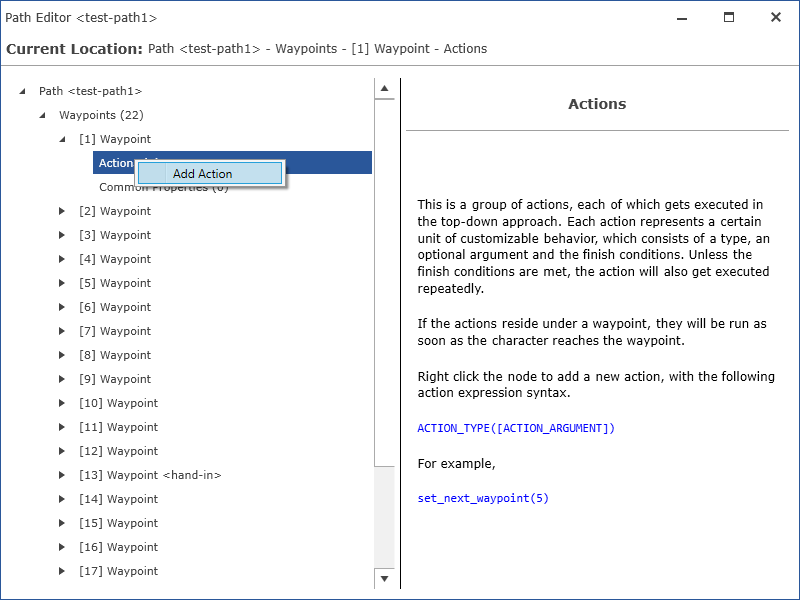 Path Editor <test-path1>
Current Location: Path <test-path1> - Waypoints - [1] Waypoint - Actions
Path <test-path1>
Waypoints (22)
[1] Waypoint
Add Action
Common Properties (0)
[2] Waypoint
[3] Waypoint
[4] Waypoint
[5] Waypoint
[6] Waypoint
[7] Waypoint
[8] Waypoint
[9] Waypoint
[10] Waypoint
[11] Waypoint
[12] Waypoint
[13] Waypoint <hand-in>
[14] Waypoint
[15] Waypoint
[16] Waypoint
[17] Waypoint
Actions
This is a group of actions, each of which gets executed in
the top-down approach. Each action represents a certain
unit of customizable behavior, which consists of a type, an
optional argument and the finish conditions. Unless the
finish conditions are met, the action will also get executed
repeatedly.
If the actions reside under a waypoint, they will be run as
soon as the character reaches the waypoint.
Right click the node to add a new action, with the following
action expression syntax.
ACTION_TYPE([ACTION_ARGUMENT])
For example,
set_next_waypoint(5)